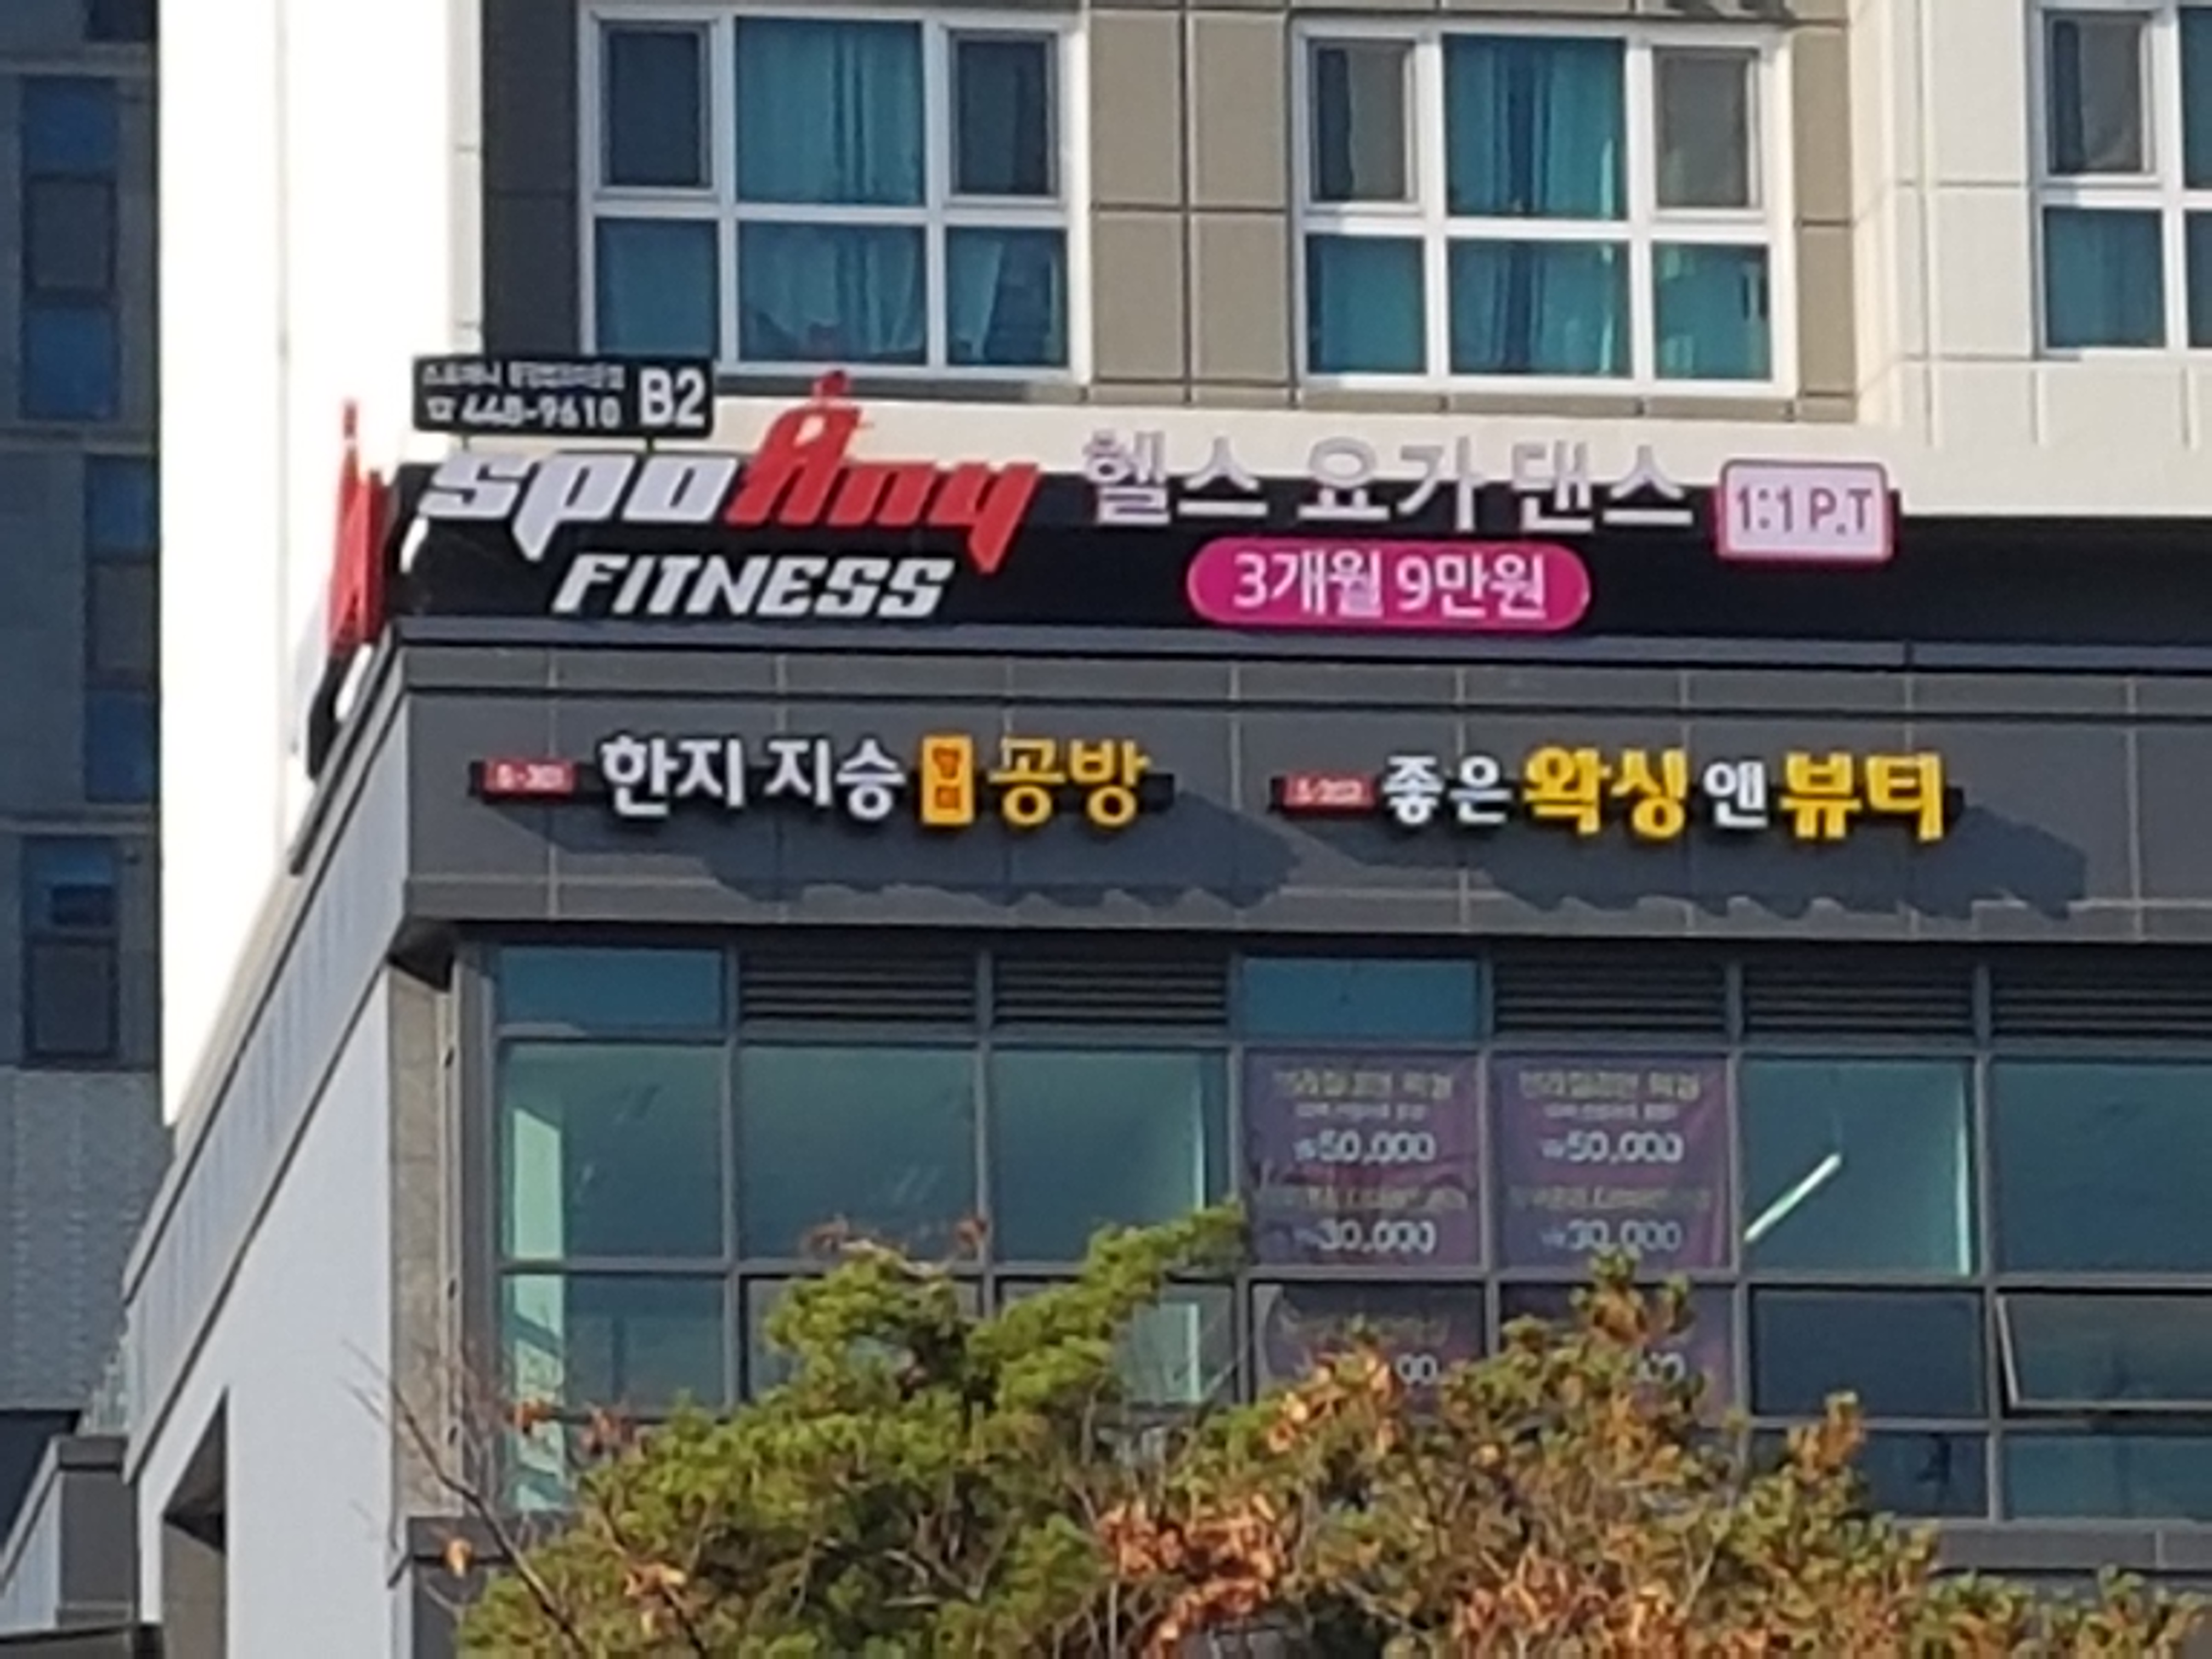 B2
☎ 448-9610
spoAny
헬스 요가 댄스 1:1 P.T
FITNESS
3개월 9만원
한지 지승 공방
좋은 왁싱 앤 뷰티
₩50,000
₩50,000
₩30,000
₩30,000